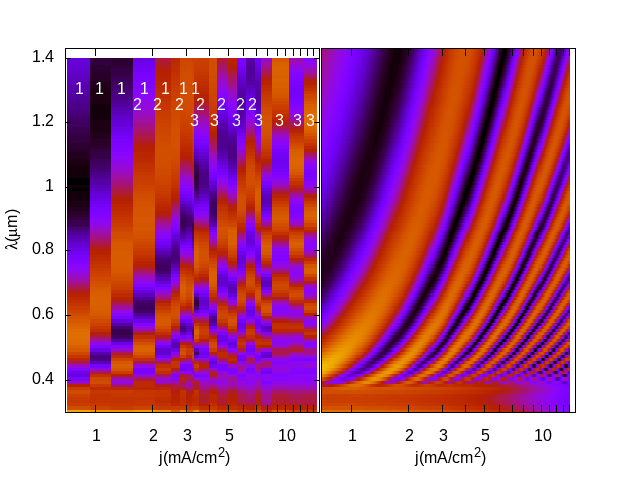 1.4
1 1 1 1 1 1 1
2 2 2 2 2 2 2
3 3 3 3 3 3
1.2
1
λ(μm)
0.8
0.6
0.4
1 2 3 5 10 1 2 3 5 10
j(mA/cm²) j(mA/cm²)